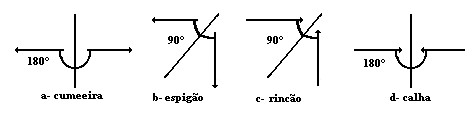 90° 90°
180° 180°
a- cumeeira b- espigão c- rincão d- calha